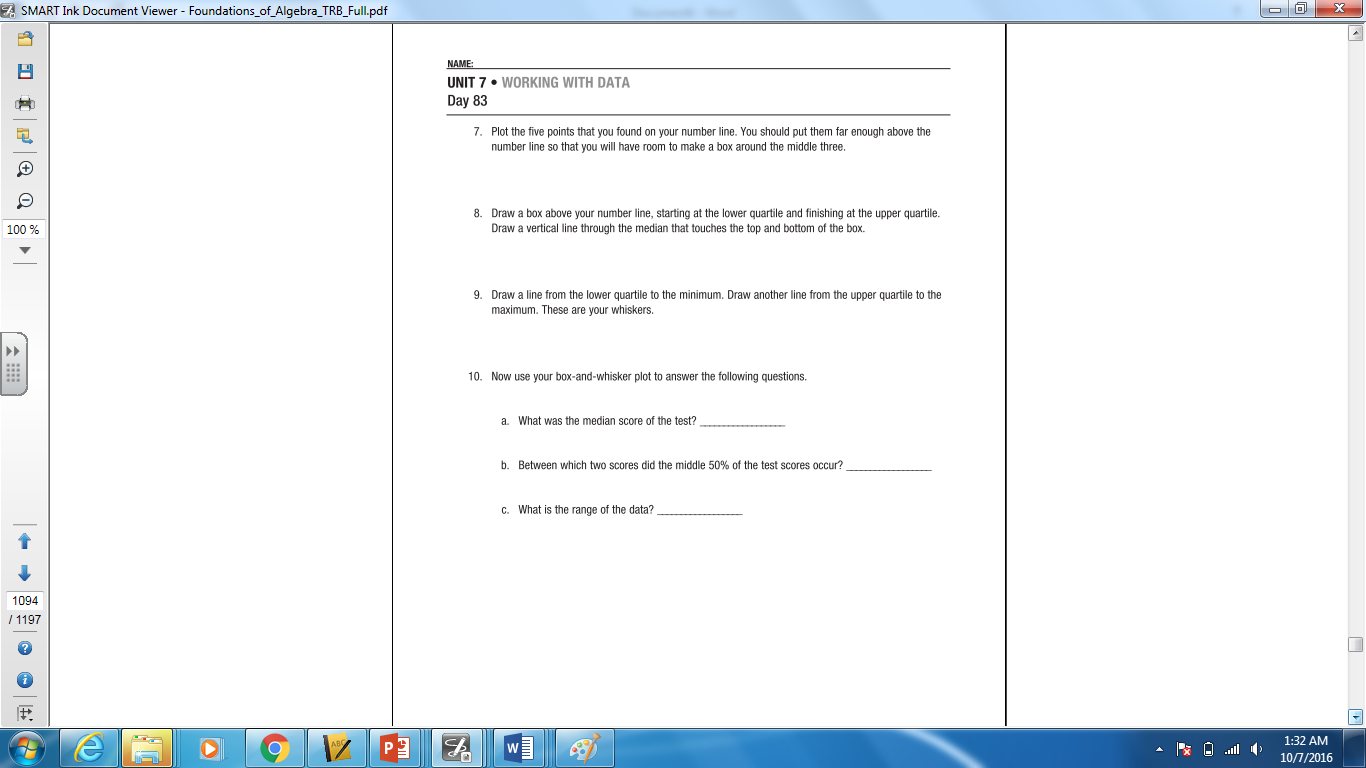 SMART Ink Document Viewer - Foundations_of_Algebra_TRB_Full.pdf
100 %
1094
/ 1197
NAME:
UNIT 7 • WORKING WITH DATA
Day 83
7. Plot the five points that you found on your number line. You should put them far enough above the
number line so that you will have room to make a box around the middle three.
8. Draw a box above your number line, starting at the lower quartile and finishing at the upper quartile.
Draw a vertical line through the median that touches the top and bottom of the box.
9. Draw a line from the lower quartile to the minimum. Draw another line from the upper quartile to the
maximum. These are your whiskers.
10. Now use your box-and-whisker plot to answer the following questions.
a. What was the median score of the test? _________________
b. Between which two scores did the middle 50% of the test scores occur? _________________
c. What is the range of the data? _________________
1:32 AM
10/7/2016